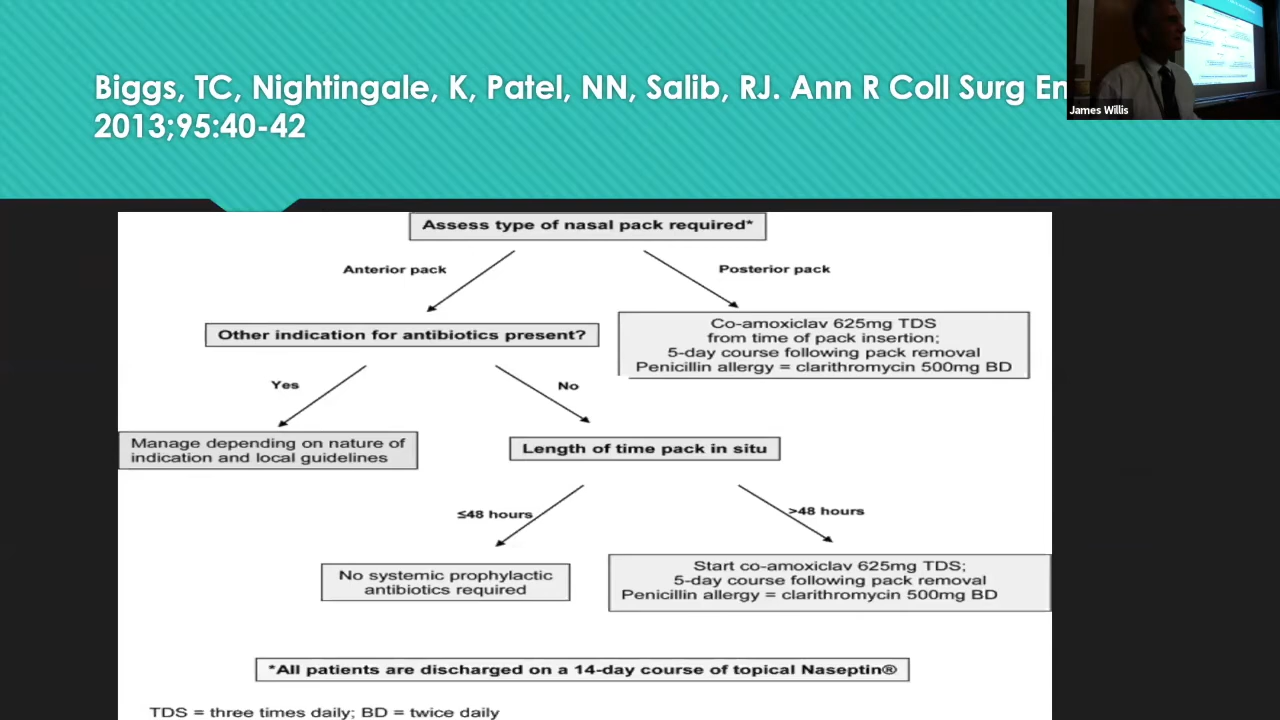 Biggs, TC, Nightingale, K, Patel, NN, Salib, RJ. Ann R Coll Surg
2013;95:40-42
James Willis
Assess type of nasal pack required*
Anterior pack
Posterior pack
Other indication for antibiotics present?
Co-amoxiclav 625mg TDS
from time of pack insertion;
5-day course following pack removal
Penicillin allergy = clarithromycin 500mg BD
Yes
No
Manage depending on nature of
indication and local guidelines
Length of time pack in situ
≤48 hours
>48 hours
No systemic prophylactic
antibiotics required
Start co-amoxiclav 625mg TDS;
5-day course following pack removal
Penicillin allergy = clarithromycin 500mg BD
*All patients are discharged on a 14-day course of topical Naseptin®
TDS = three times daily; BD = twice daily